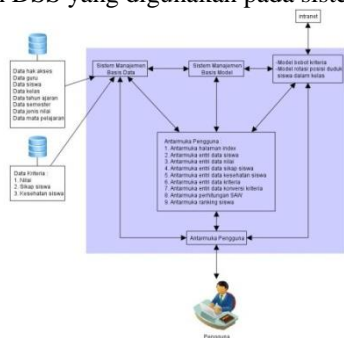 DSS yang digunakan pada siste
intranet
Data hak akses
Data guru
Data siswa
Data kelas
Data tahun ajaran
Data semester
Data jenis nilai
Data mata pelajaran
Sistem Manajemen
Basis Data
Sistem Manajemen
Basis Model
-Model bobot kriteria
-Model rotasi posisi duduk
siswa dalam kelas
Data Kriteria :
1. Nilai
2. Sikap siswa
3. Kesehatan siswa
Antarmuka Pengguna
1. Antarmuka halaman index
2. Antarmuka entri data siswa
3. Antarmuka entri data nilai
4. Antarmuka entri data sikap siswa
5. Antarmuka entri data kesehatan siswa
6. Antarmuka entri data kriteria
7. Antarmuka entri data konversi kriteria
8. Antarmuka perhitungan SAW
9. Antarmuka ranking siswa
Antarmuka Pengguna
Pengguna